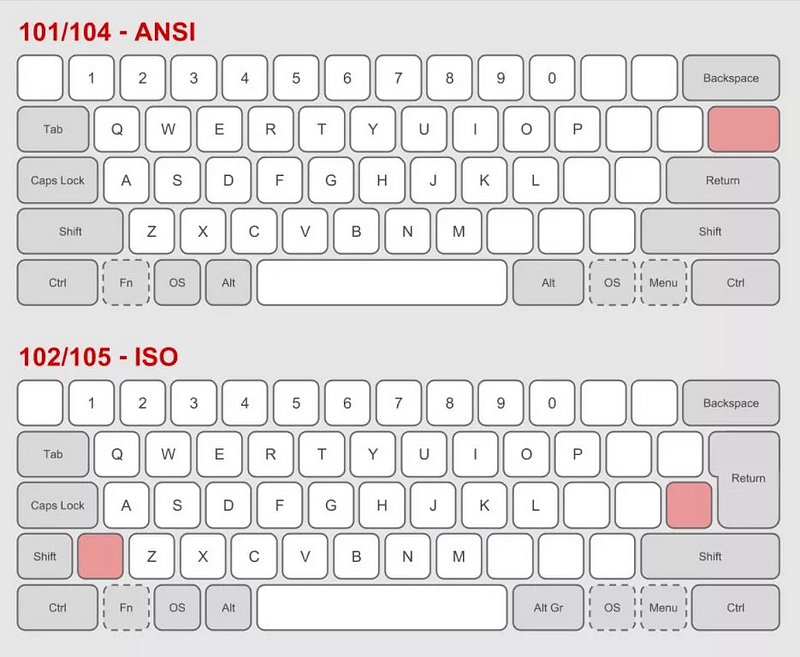 101/104 - ANSI
1 2 3 4 5 6 7 8 9 0 Backspace
Tab Q W E R T Y U I O P
Caps Lock A S D F G H J K L Return
Shift Z X C V B N M Shift
Ctrl Fn OS Alt Alt OS Menu Ctrl
102/105 - ISO
1 2 3 4 5 6 7 8 9 0 Backspace
Tab Q W E R T Y U I O P
Return
Caps Lock A S D F G H J K L
Shift Z X C V B N M Shift
Ctrl Fn OS Alt Alt Gr OS Menu Ctrl